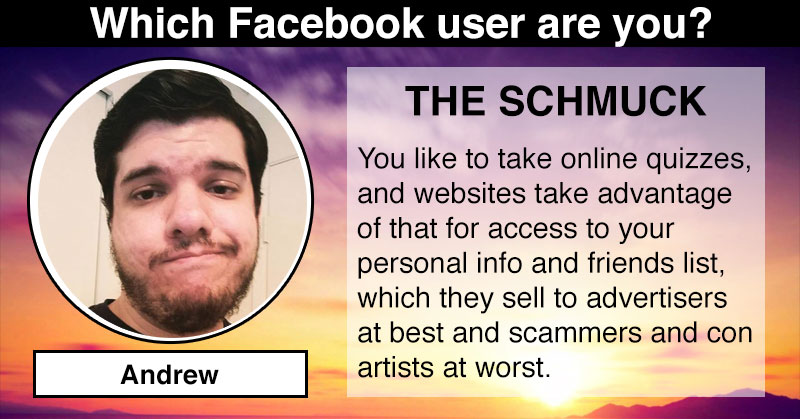 Which Facebook user are you?
THE SCHMUCK
You like to take online quizzes,
and websites take advantage
of that for access to your
personal info and friends list,
which they sell to advertisers
at best and scammers and con
artists at worst.
Andrew